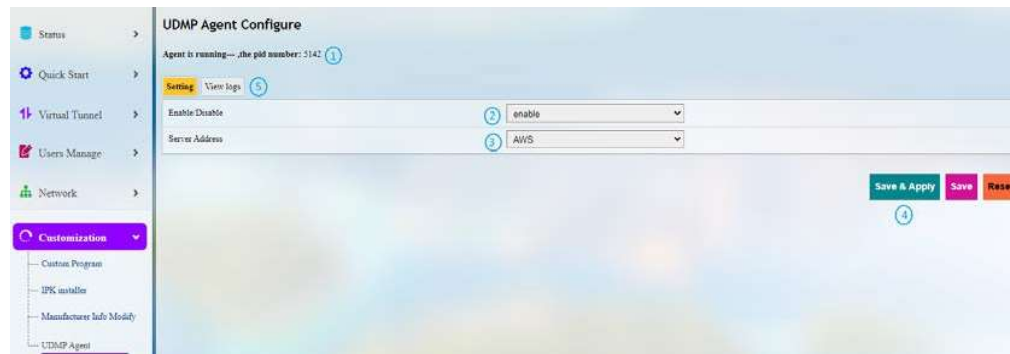 Status
Quick Start
Virtual Tunnel
Users Manage
Network
Customization
Custom Program
IPK installer
Manufacturer Info Modify
UDMP Agent
UDMP Agent Configure
Agent is running--- ,the pid number: 5142 1
Setting View logs 5
Enable/Disable 2 enable
Server Address 3 AWS
Save & Apply Save Rese
4